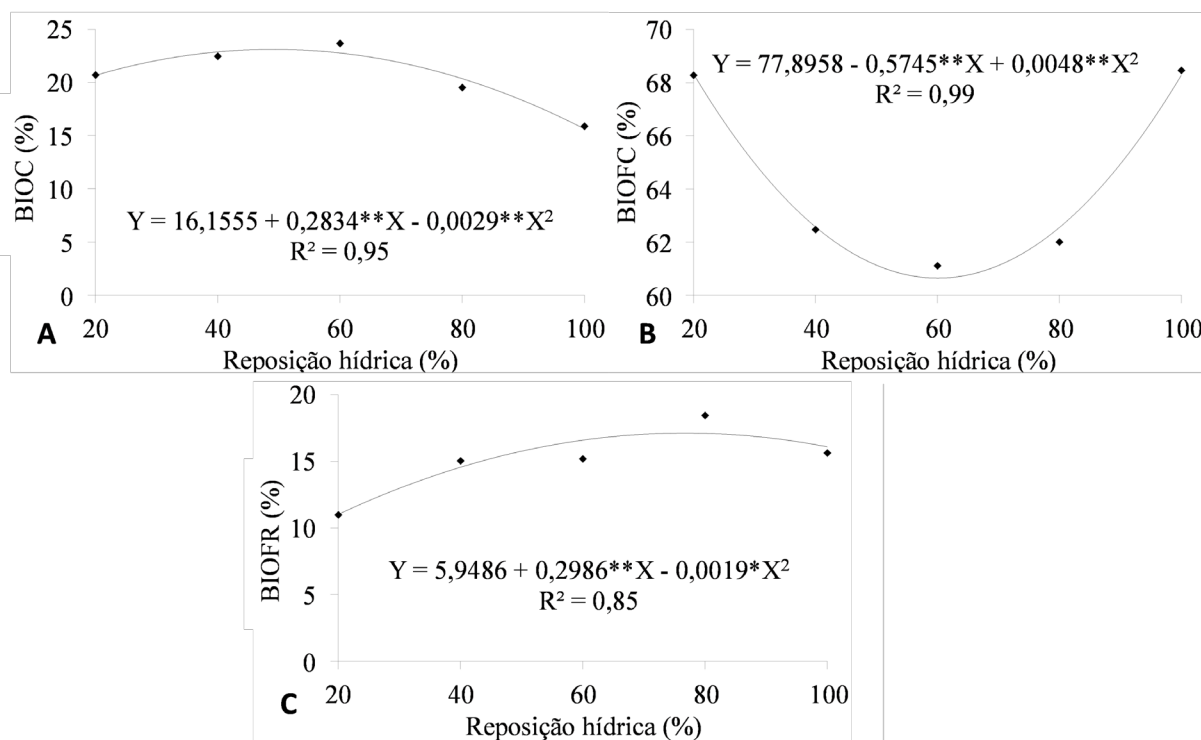 BIOC (%)
25
20
15
10
5
0
Y = 16,1555 + 0,2834**X - 0,0029**X²
R² = 0,95
20 40 60 80 100
A
Reposição hídrica (%)
BIOFC (%)
70
68
66
64
62
60
Y = 77,8958 - 0,5745**X + 0,0048**X²
R² = 0,99
20 40 60 80 100
B
Reposição hídrica (%)
BIOFR (%)
20
15
10
5
0
Y = 5,9486 + 0,2986**X - 0,0019*X²
R² = 0,85
20 40 60 80 100
C
Reposição hídrica (%)